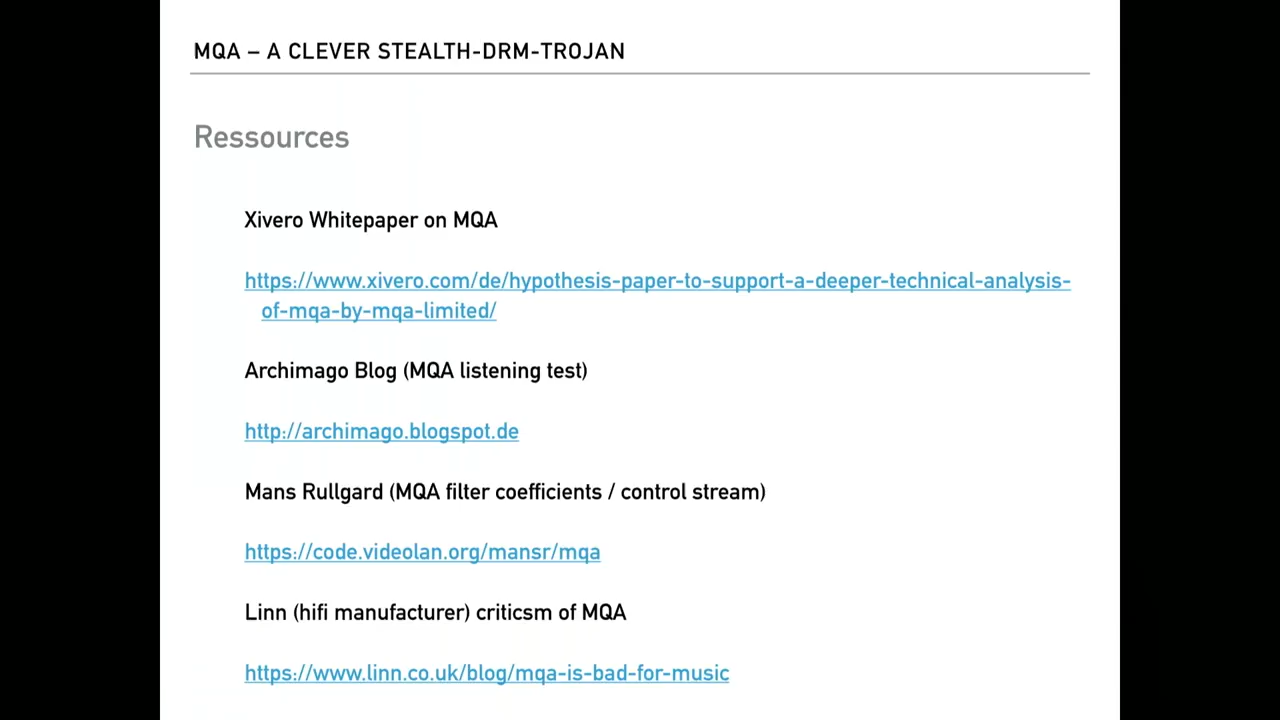 MQA – A CLEVER STEALTH-DRM-TROJAN
Ressources
Xivero Whitepaper on MQA
https://www.xivero.com/de/hypothesis-paper-to-support-a-deeper-technical-analysis-
of-mqa-by-mqa-limited/
Archimago Blog (MQA listening test)
http://archimago.blogspot.de
Mans Rullgard (MQA filter coefficients / control stream)
https://code.videolan.org/mansr/mqa
Linn (hifi manufacturer) criticsm of MQA
https://www.linn.co.uk/blog/mqa-is-bad-for-music